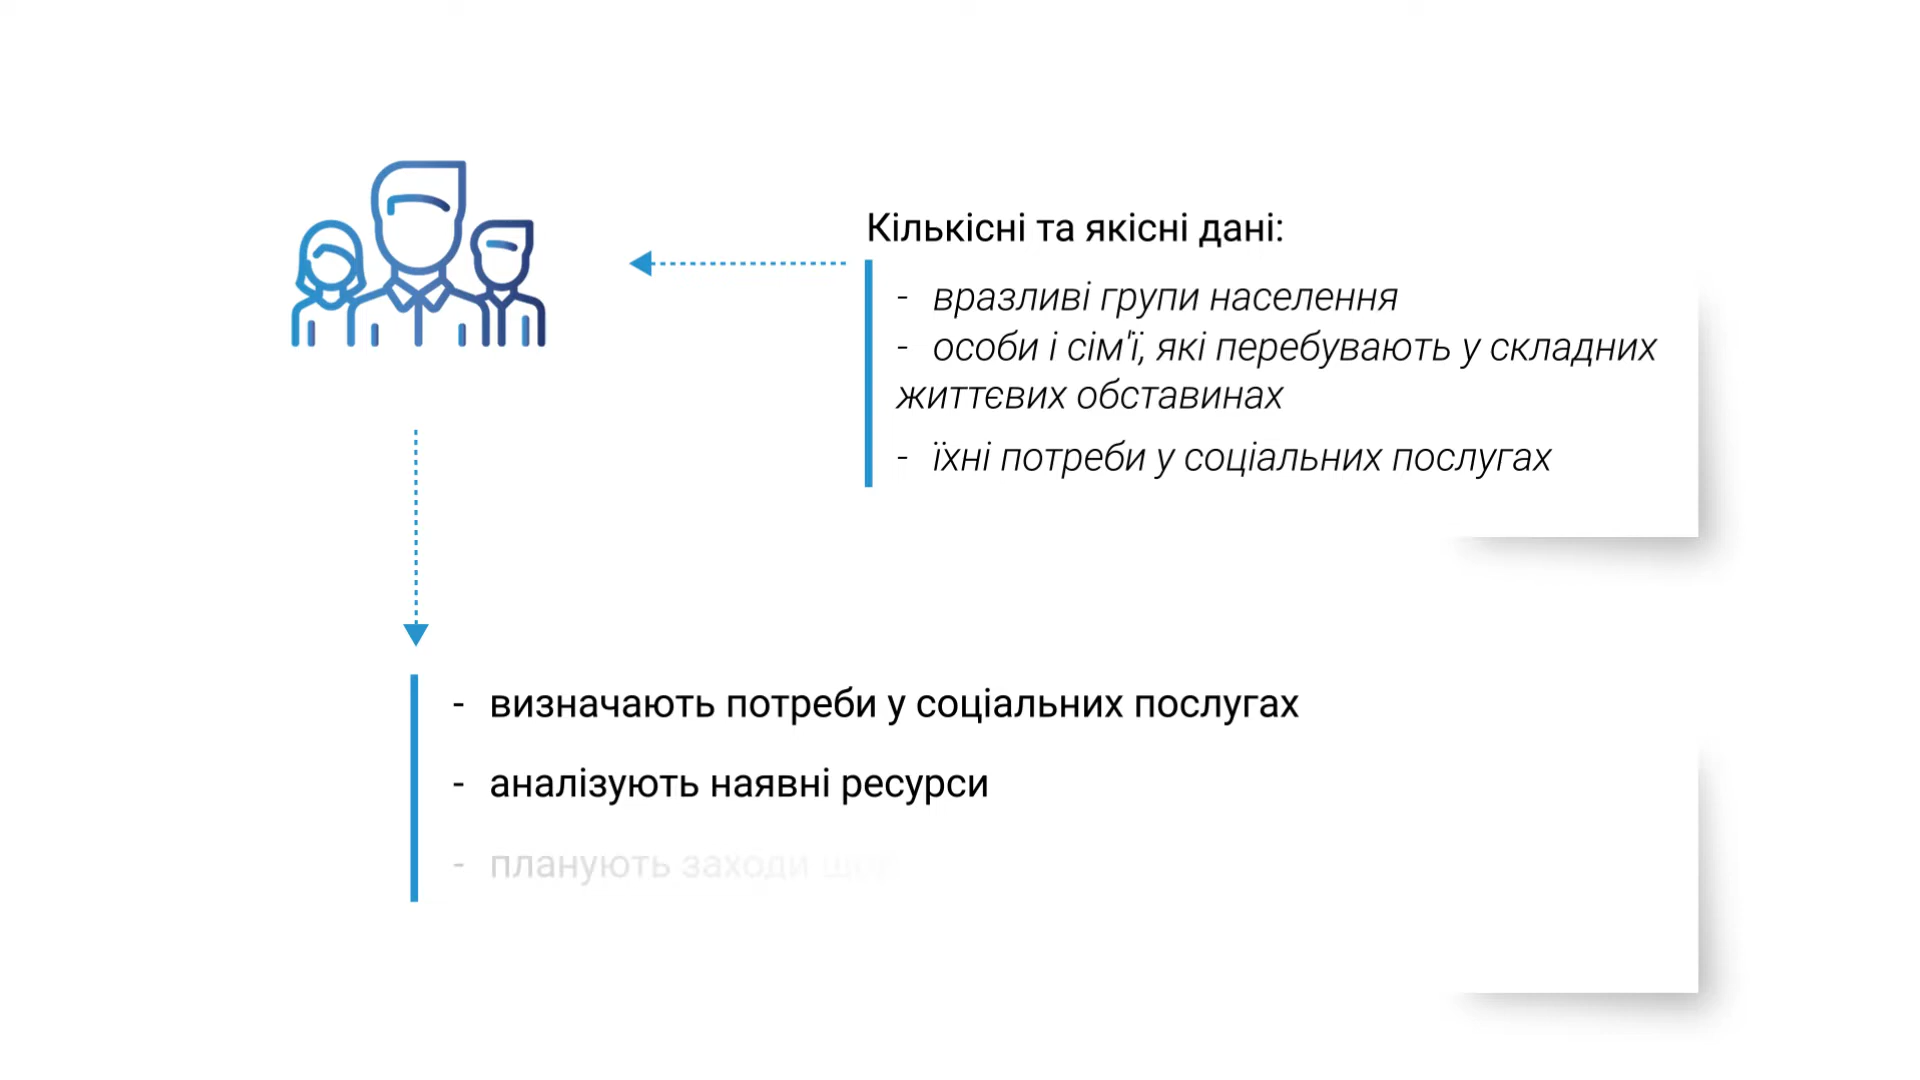 Кількісні та якісні дані:
- вразливі групи населення
- особи і сім'ї, які перебувають у складних
життєвих обставинах
- їхні потреби у соціальних послугах
- визначають потреби у соціальних послугах
- аналізують наявні ресурси
- планують заходи